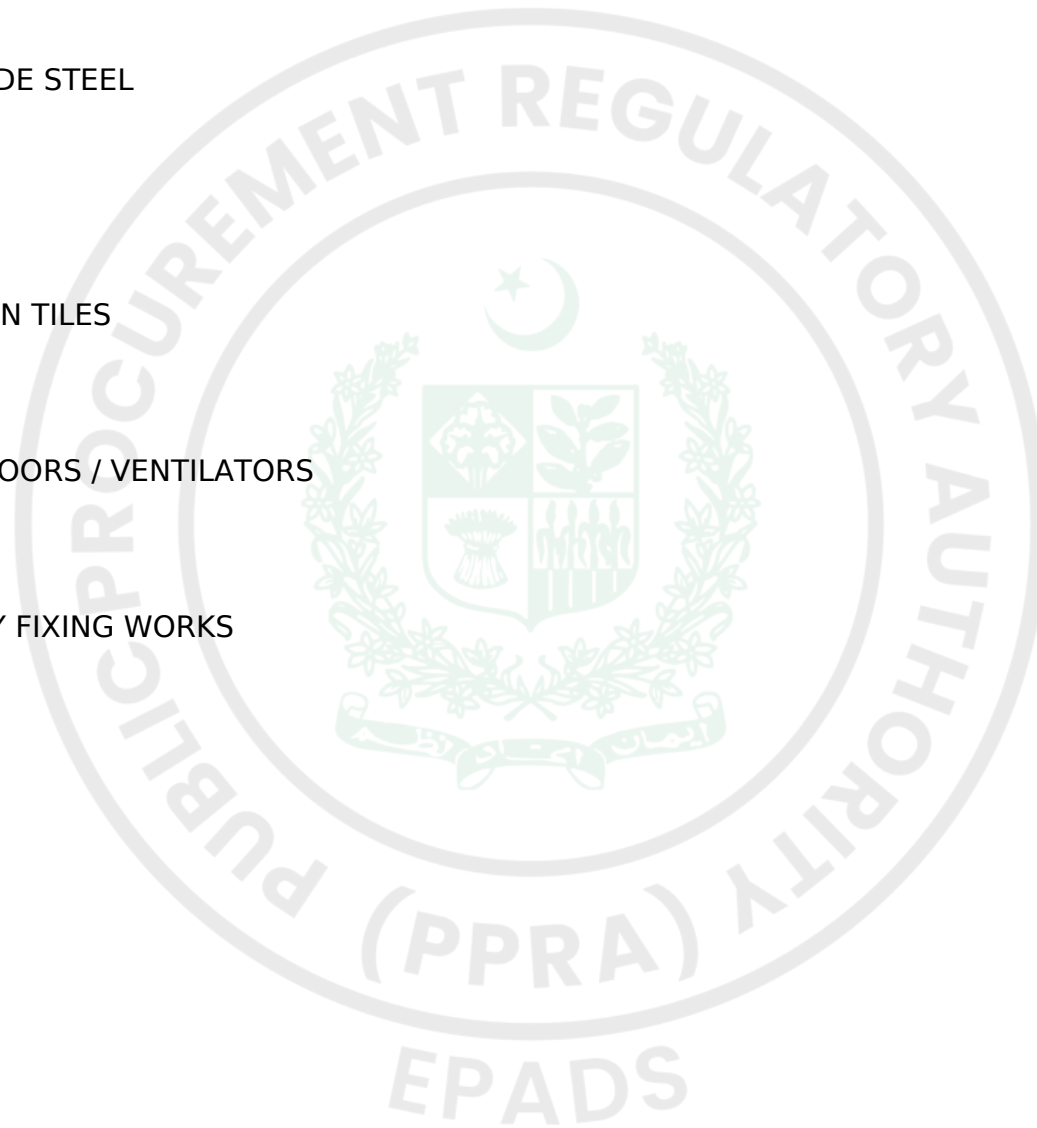 DE STEEL
N TILES
OORS / VENTILATORS
Y FIXING WORKS
PUBLIC PROCUREMENT REGULATORY AUTHORITY
(PPRA)
EPADS